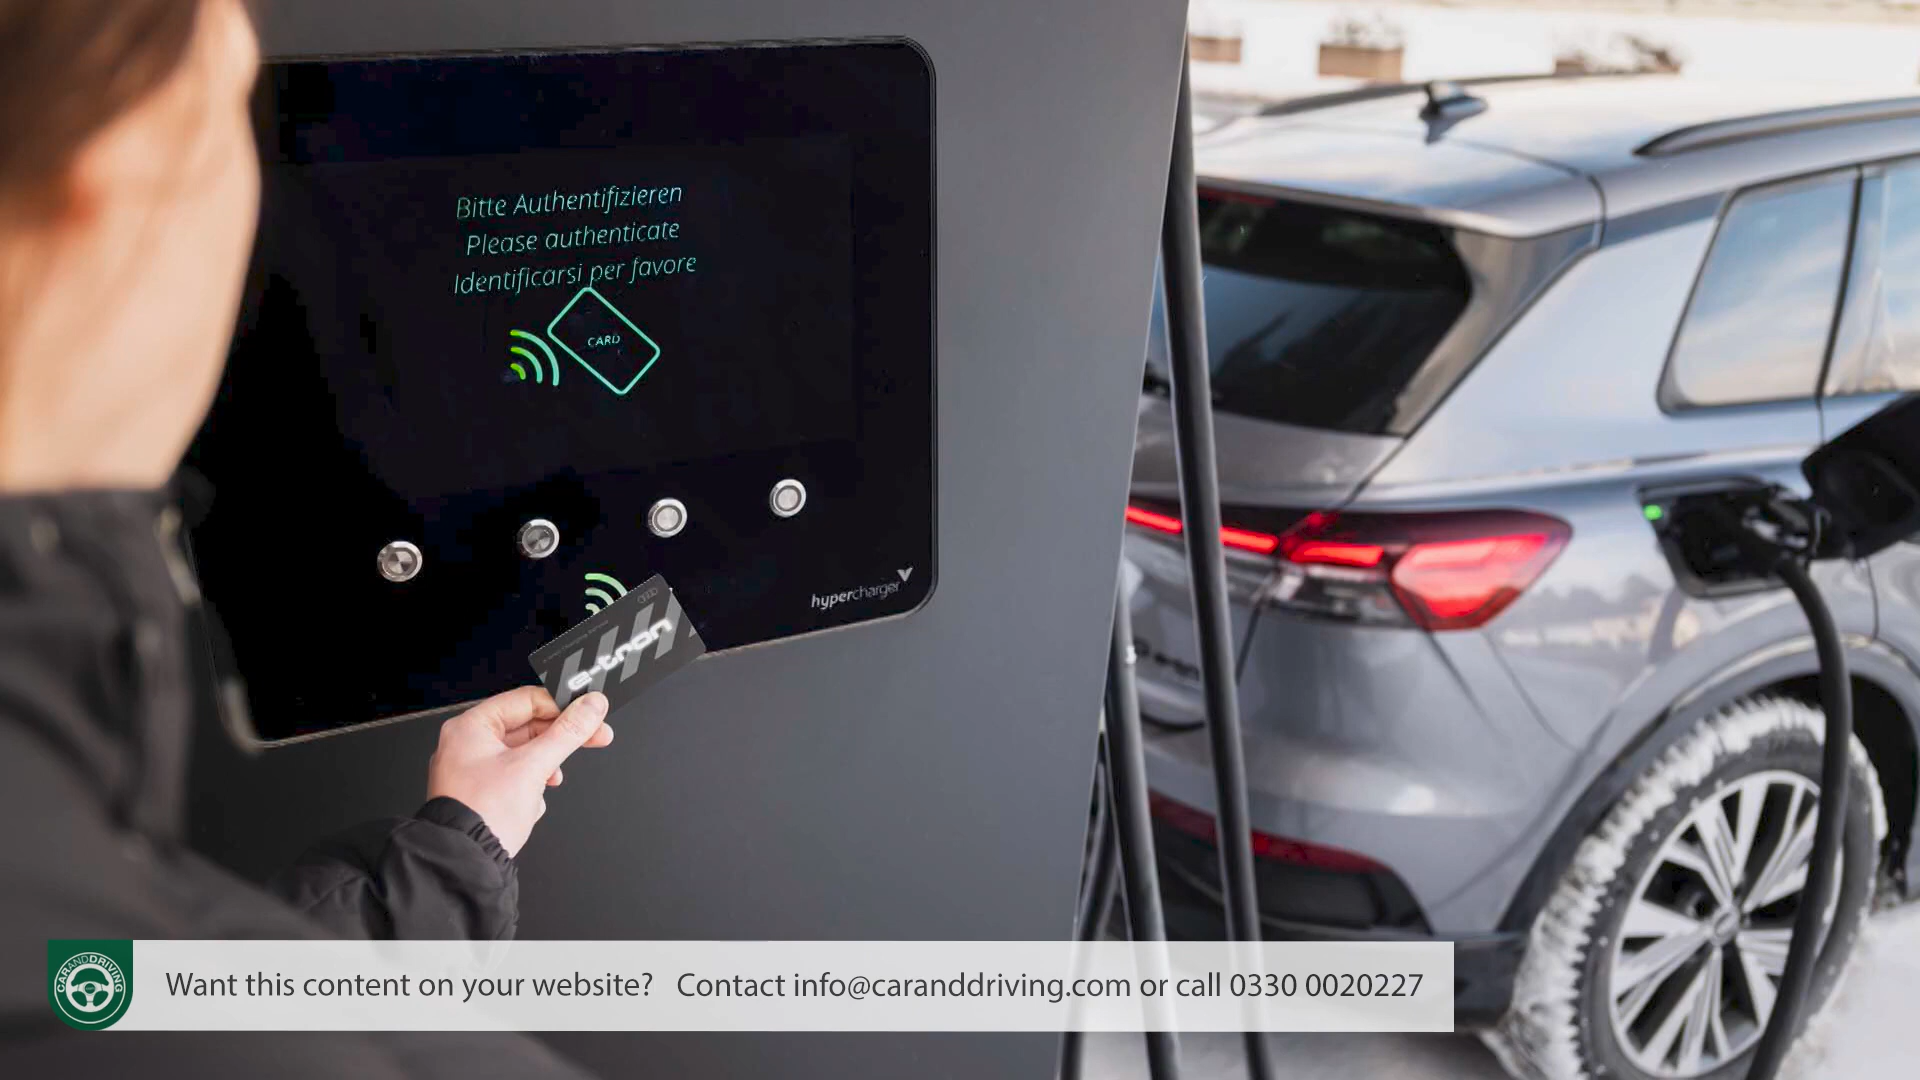 Bitte Authentifizieren
Please authenticate
Identificarsi per favore
CARD
hypercharger
e-tron
CARANDDRIVING
Want this content on your website? Contact info@caranddriving.com or call 0330 0020227